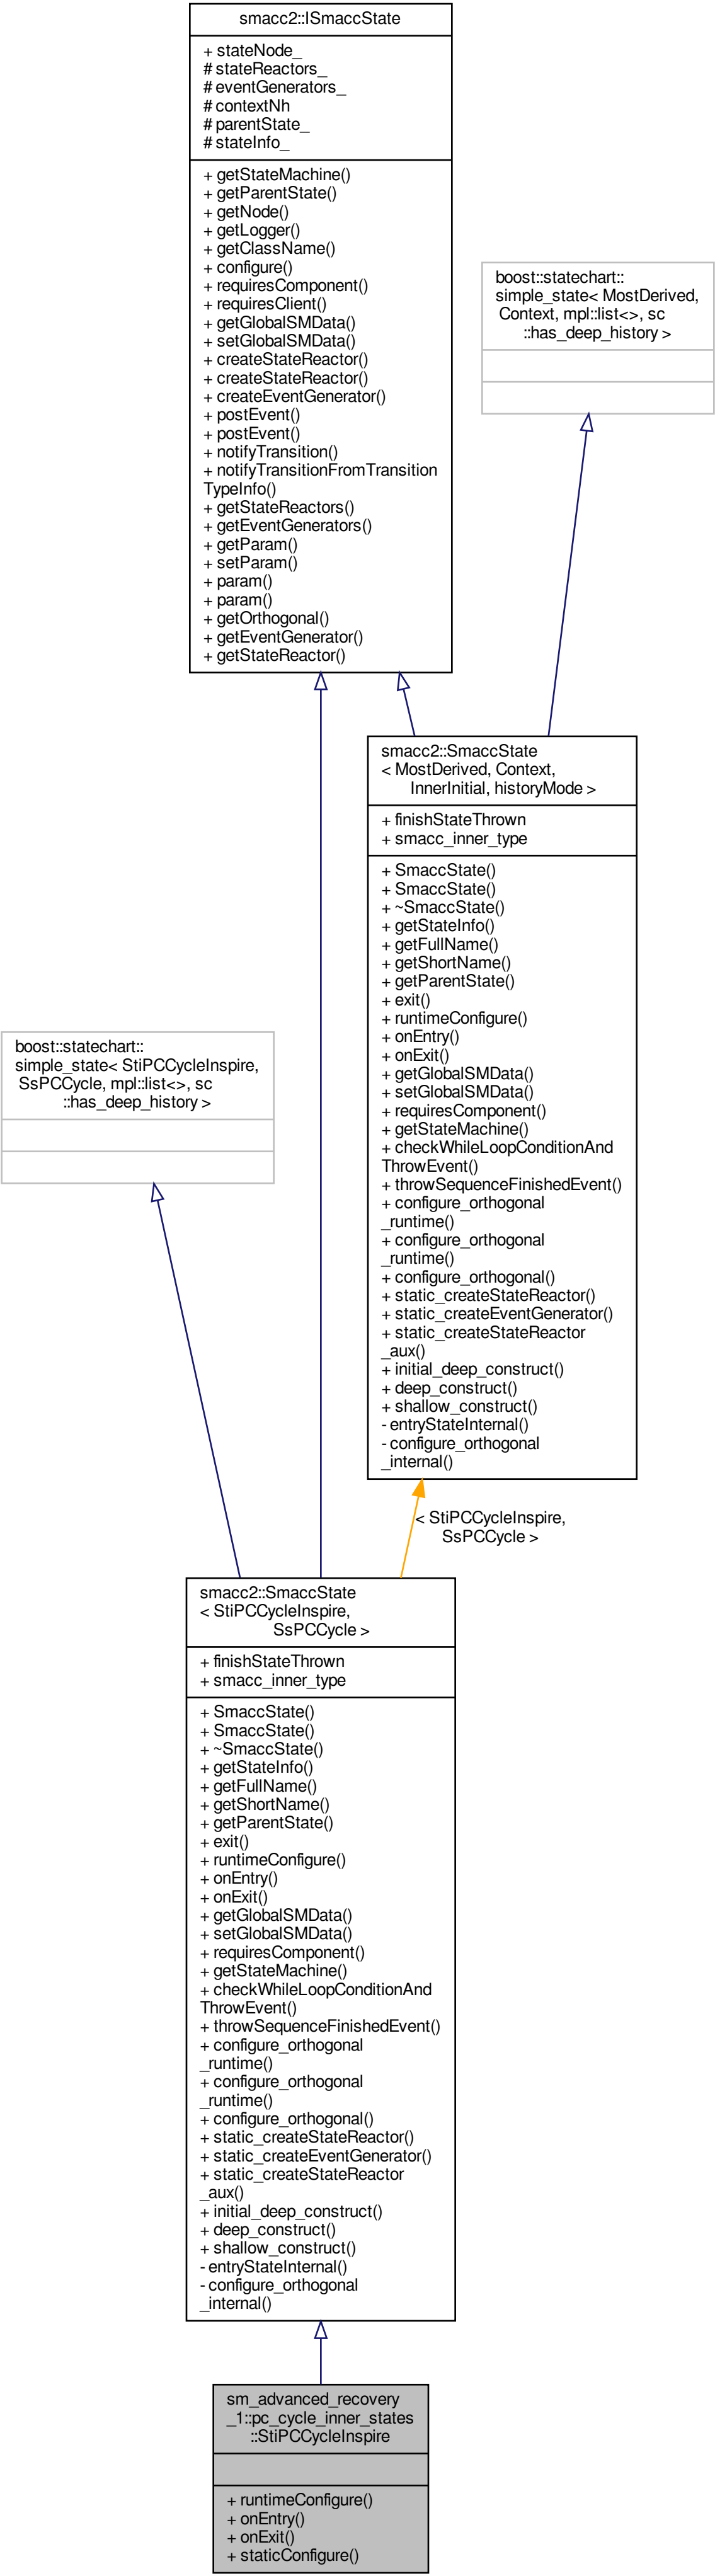 smacc2::ISmaccState
+ stateNode_
# stateReactors_
# eventGenerators_
# contextNh
# parentState_
# stateInfo_
+ getStateMachine()
+ getParentState()
+ getNode()
+ getLogger()
+ getClassName()
+ configure()
+ requiresComponent()
+ requiresClient()
+ getGlobalSMData()
+ setGlobalSMData()
+ createStateReactor()
+ createStateReactor()
+ createEventGenerator()
+ postEvent()
+ postEvent()
+ notifyTransition()
+ notifyTransitionFromTransition
TypeInfo()
+ getStateReactors()
+ getEventGenerators()
+ getParam()
+ setParam()
+ param()
+ param()
+ getOrthogonal()
+ getEventGenerator()
+ getStateReactor()
boost::statechart::
simple_state< MostDerived,
Context, mpl::list<>, sc
::has_deep_history >
smacc2::SmaccState
< MostDerived, Context,
InnerInitial, historyMode >
+ finishStateThrown
+ smacc_inner_type
+ SmaccState()
+ SmaccState()
+ ~SmaccState()
+ getStateInfo()
+ getFullName()
+ getShortName()
+ getParentState()
+ exit()
+ runtimeConfigure()
+ onEntry()
+ onExit()
+ getGlobalSMData()
+ setGlobalSMData()
+ requiresComponent()
+ getStateMachine()
+ checkWhileLoopConditionAnd
ThrowEvent()
+ throwSequenceFinishedEvent()
+ configure_orthogonal
_runtime()
+ configure_orthogonal
_runtime()
+ configure_orthogonal()
+ static_createStateReactor()
+ static_createEventGenerator()
+ static_createStateReactor
_aux()
+ initial_deep_construct()
+ deep_construct()
+ shallow_construct()
- entryStateInternal()
- configure_orthogonal
_internal()
boost::statechart::
simple_state< StiPCCycleInspire,
SsPCCycle, mpl::list<>, sc
::has_deep_history >
< StiPCCycleInspire,
SsPCCycle >
smacc2::SmaccState
< StiPCCycleInspire,
SsPCCycle >
+ finishStateThrown
+ smacc_inner_type
+ SmaccState()
+ SmaccState()
+ ~SmaccState()
+ getStateInfo()
+ getFullName()
+ getShortName()
+ getParentState()
+ exit()
+ runtimeConfigure()
+ onEntry()
+ onExit()
+ getGlobalSMData()
+ setGlobalSMData()
+ requiresComponent()
+ getStateMachine()
+ checkWhileLoopConditionAnd
ThrowEvent()
+ throwSequenceFinishedEvent()
+ configure_orthogonal
_runtime()
+ configure_orthogonal
_runtime()
+ configure_orthogonal()
+ static_createStateReactor()
+ static_createEventGenerator()
+ static_createStateReactor
_aux()
+ initial_deep_construct()
+ deep_construct()
+ shallow_construct()
- entryStateInternal()
- configure_orthogonal
_internal()
sm_advanced_recovery
_1::pc_cycle_inner_states
::StiPCCycleInspire
+ runtimeConfigure()
+ onEntry()
+ onExit()
+ staticConfigure()